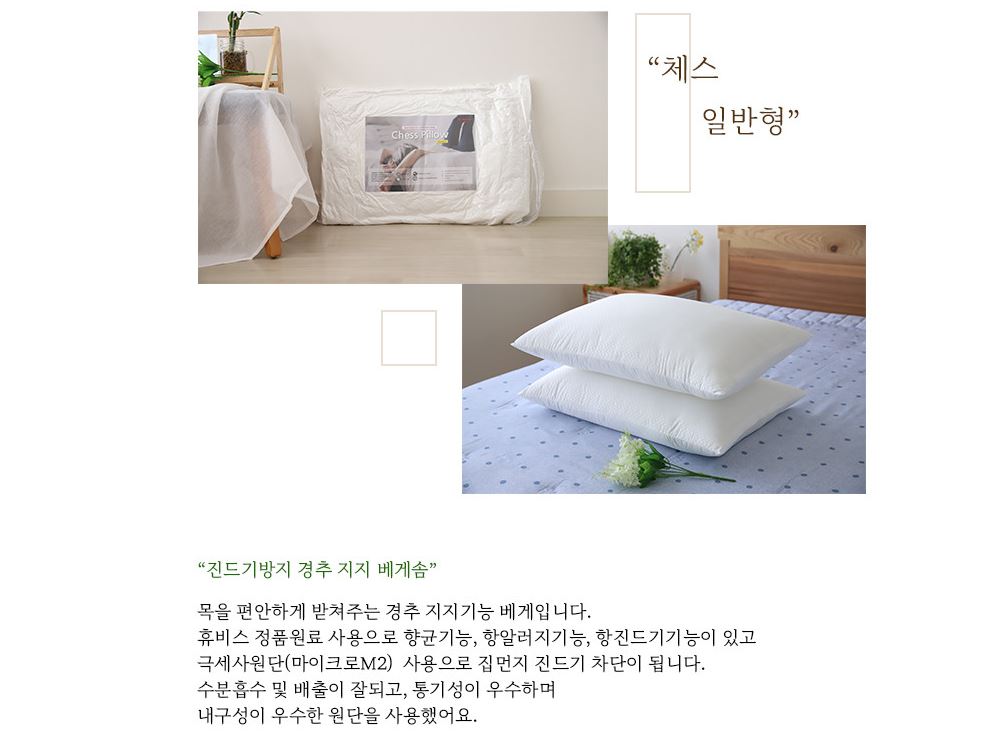 “체스
일반형”
Chess Pillow
“진드기방지 경추 지지 베게솜”
목을 편안하게 받쳐주는 경추 지지기능 베게입니다.
휴비스 정품원료 사용으로 향균기능, 항알러지기능, 항진드기기능이 있고
극세사원단(마이크로M2)  사용으로 집먼지 진드기 차단이 됩니다.
수분흡수 및 배출이 잘되고, 통기성이 우수하며
내구성이 우수한 원단을 사용했어요.